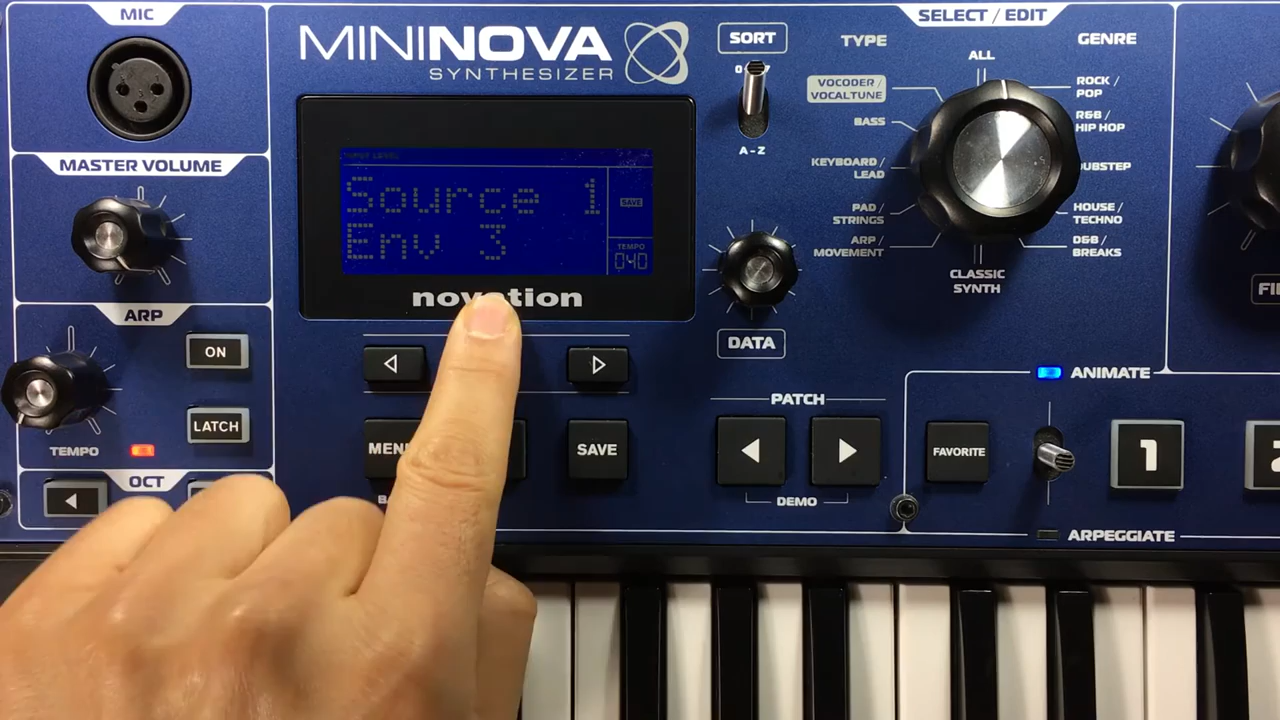 MIC
MININOVA
SYNTHESIZER
MASTER VOLUME
ARP
ON
LATCH
TEMPO
OCT
Source 1
Env 3
SAVE
TEMPO
040
novation
SAVE
SORT
A - Z
DATA
SELECT / EDIT
TYPE
ALL
GENRE
VOCODER /
VOCALTUNE
BASS
KEYBOARD /
LEAD
PAD /
STRINGS
ARP /
MOVEMENT
CLASSIC
SYNTH
ROCK /
POP
R&B /
HIP HOP
HOUSE /
TECHNO
D&B /
BREAKS
PATCH
DEMO
FAVORITE
ANIMATE
1
ARPEGGIATE